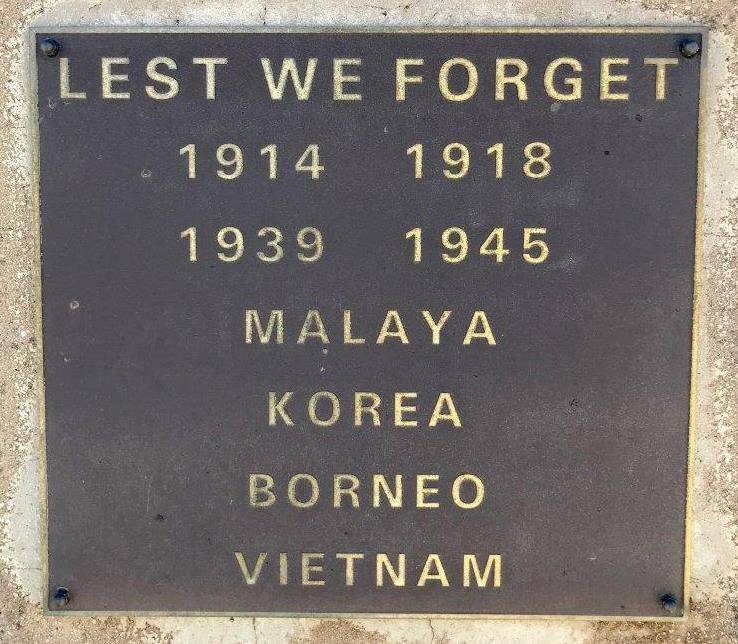 LEST WE FORGET
1914 1918
1939 1945
MALAYA
KOREA
BORNEO
VIETNAM